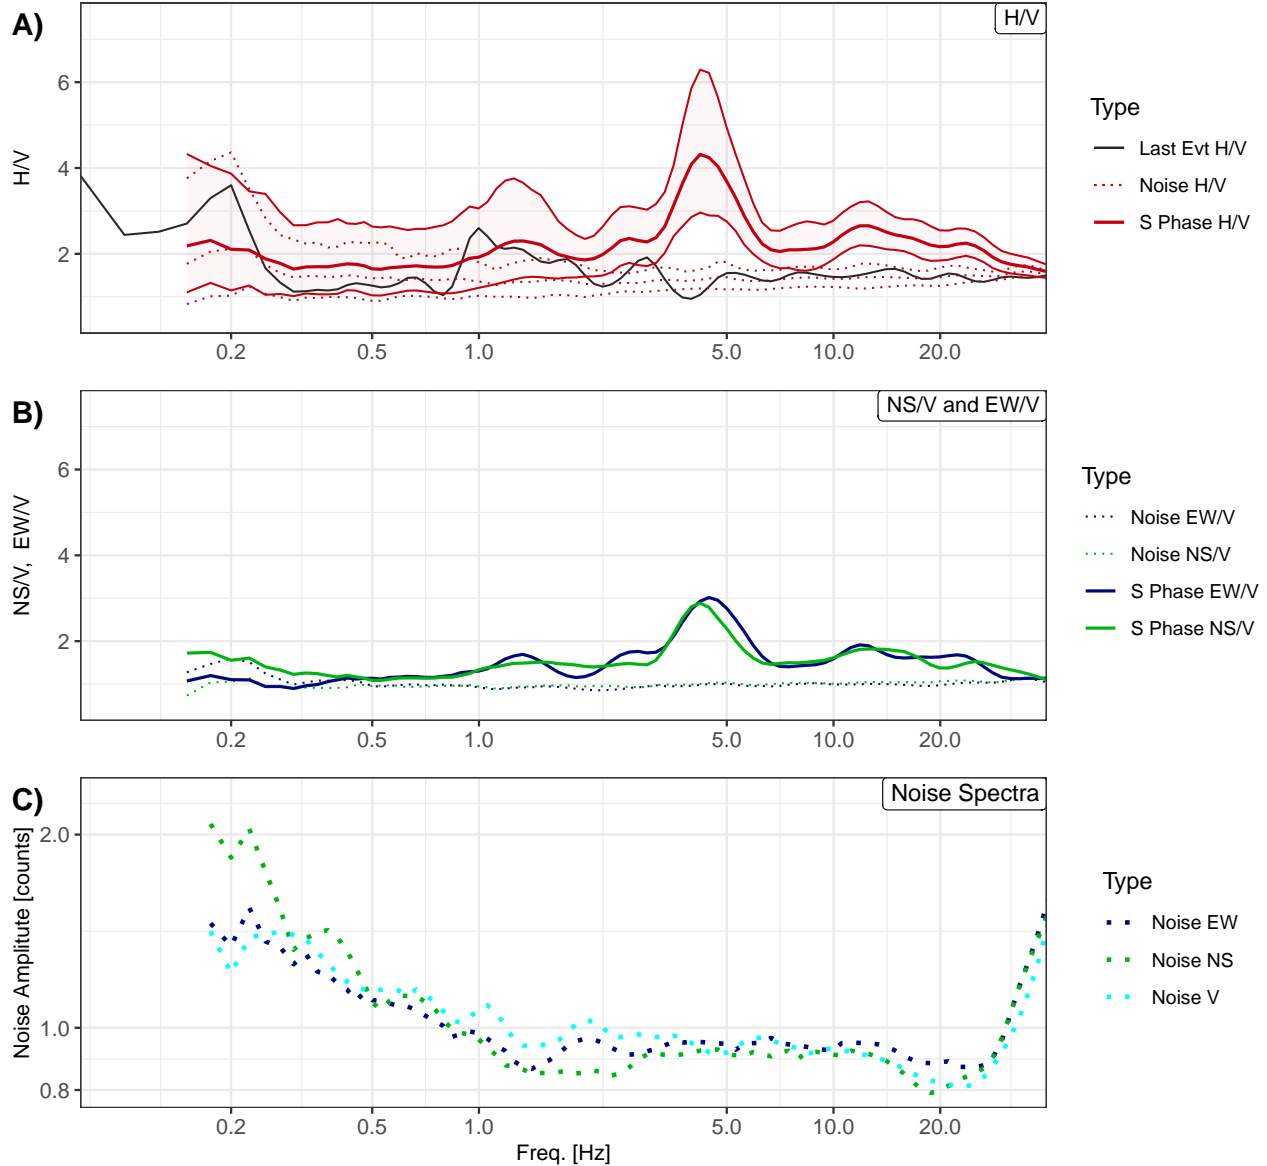 A)
H/V
6
4
2
H/V
0.2 0.5 1.0 5.0 10.0 20.0
Type
Last Evt H/V
Noise H/V
S Phase H/V
B)
NS/V and EW/V
6
4
2
NS/V, EW/V
0.2 0.5 1.0 5.0 10.0 20.0
Type
Noise EW/V
Noise NS/V
S Phase EW/V
S Phase NS/V
C)
Noise Spectra
2.0
1.0
0.8
Noise Amplitute [counts]
0.2 0.5 1.0 5.0 10.0 20.0
Freq. [Hz]
Type
Noise EW
Noise NS
Noise V